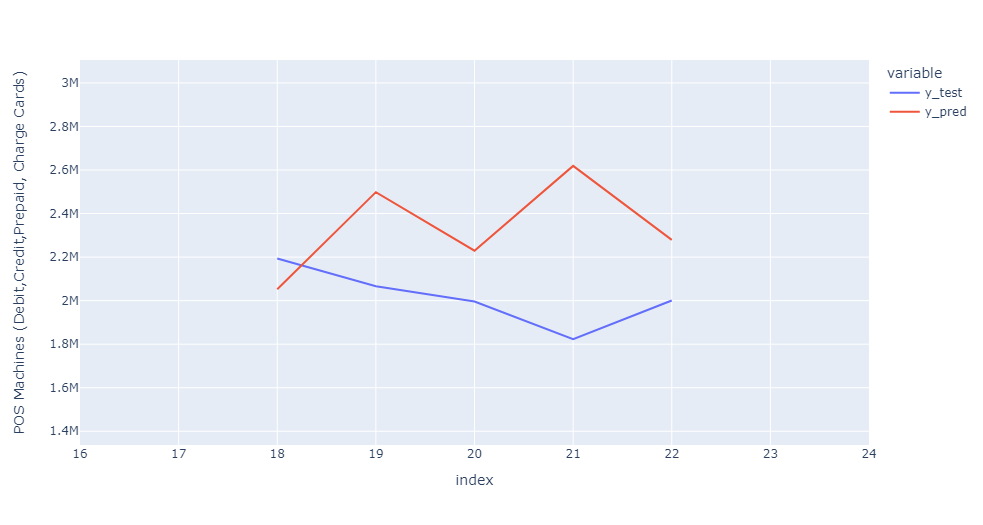 3M
2.8M
2.6M
2.4M
2.2M
2M
1.8M
1.6M
1.4M
POS Machines (Debit,Credit,Prepaid, Charge Cards)
16 17 18 19 20 21 22 23 24
index
variable
y_test
y_pred